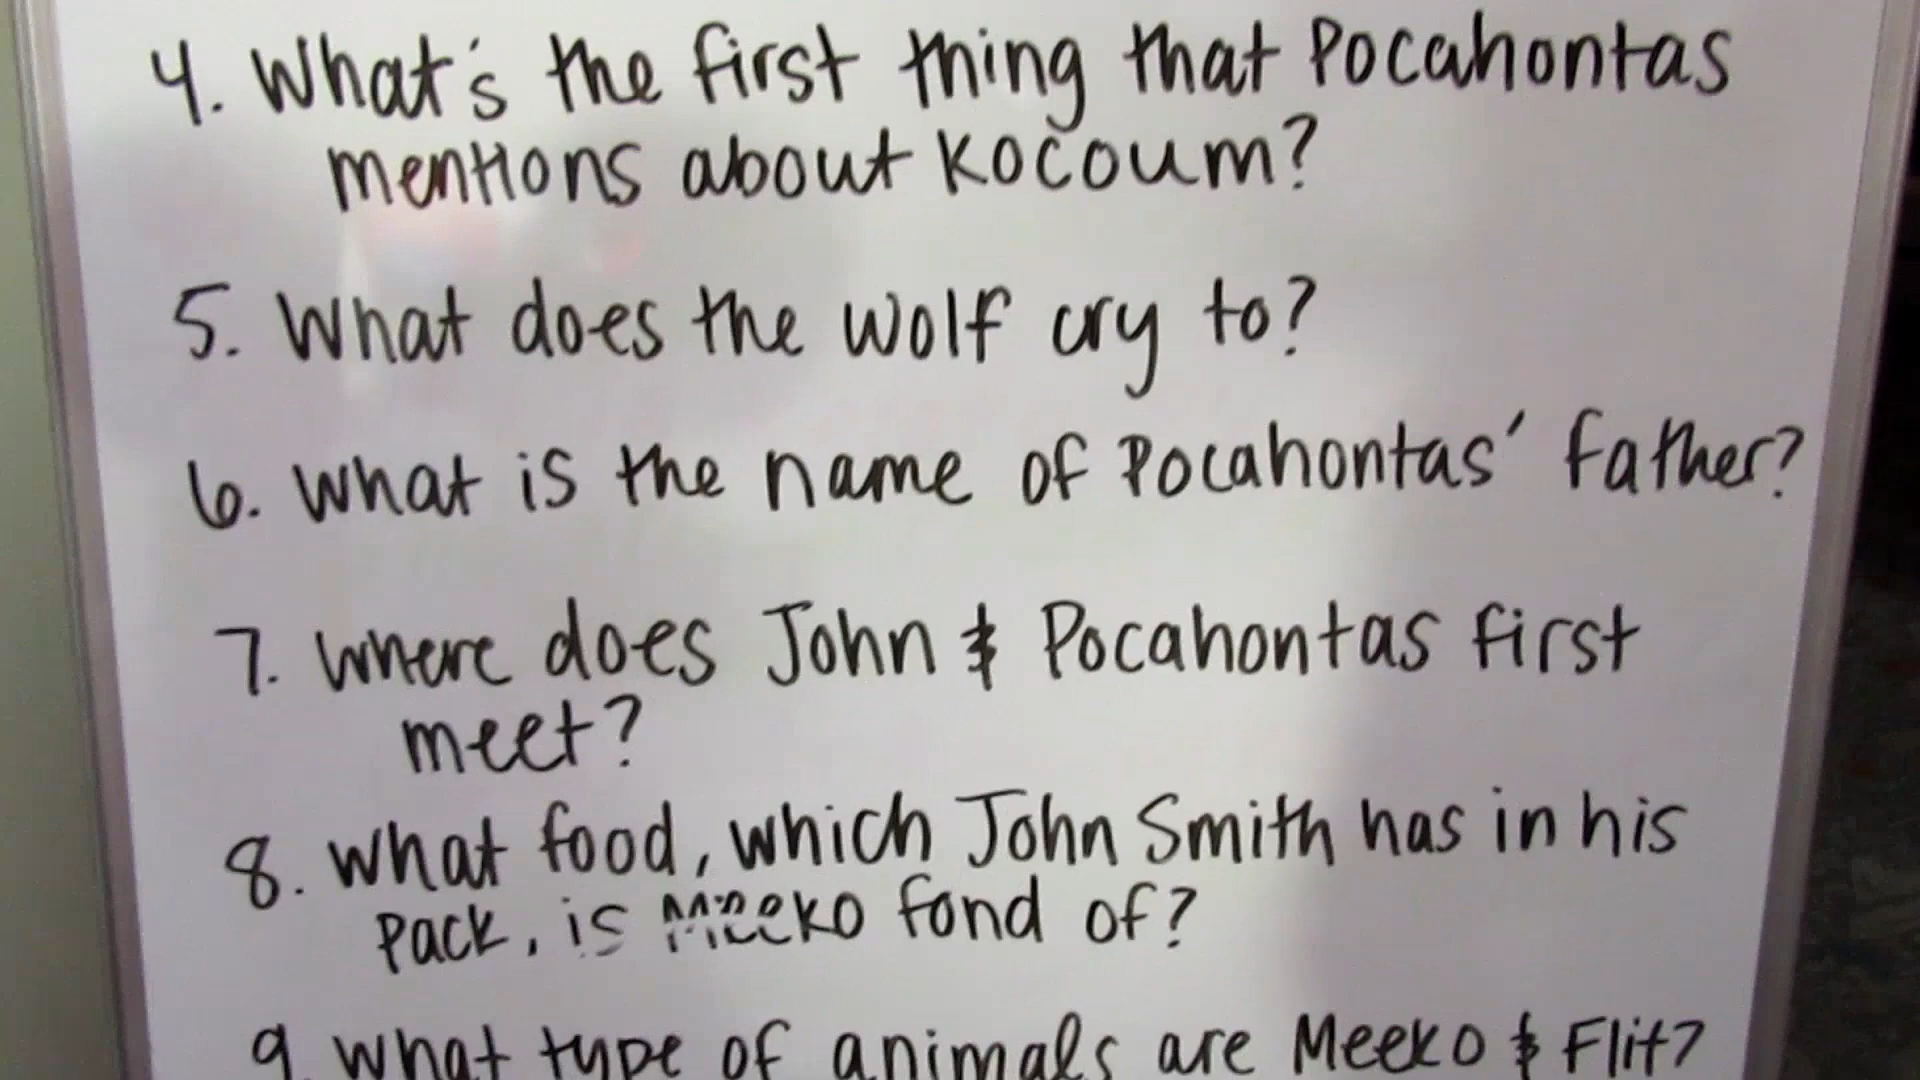 4. What's the first thing that Pocahontas
mentions about Kocoum?
5. What does the wolf cry to?
6. What is the name of Pocahontas' father?
7. Where does John & Pocahontas first
meet?
8. What food, which John Smith has in his
pack, is Meeko fond of?
9. What type of animals are Meeko & Flit?